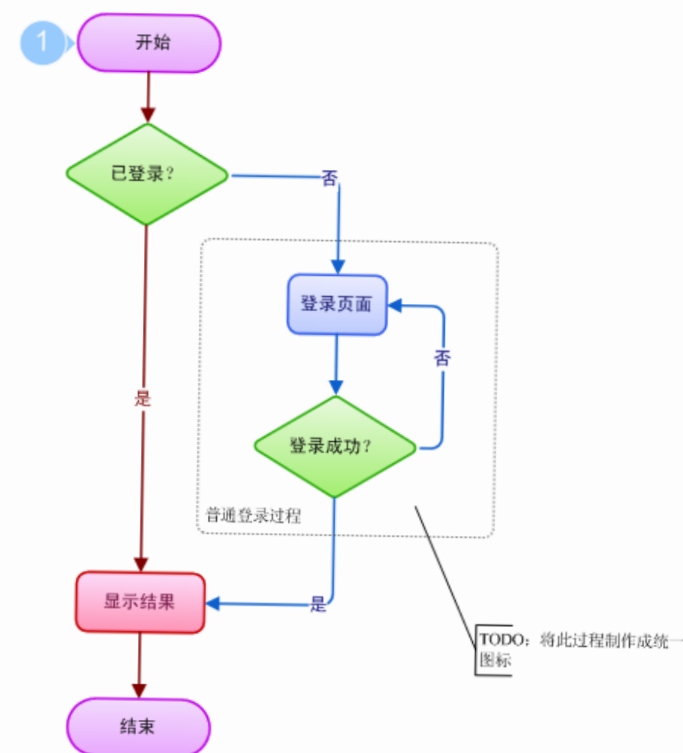 1
开始
已登录？
否
登录页面
否
是
登录成功？
普通登录过程
显示结果
是
TODO：将此过程制作成统一
图标
结束